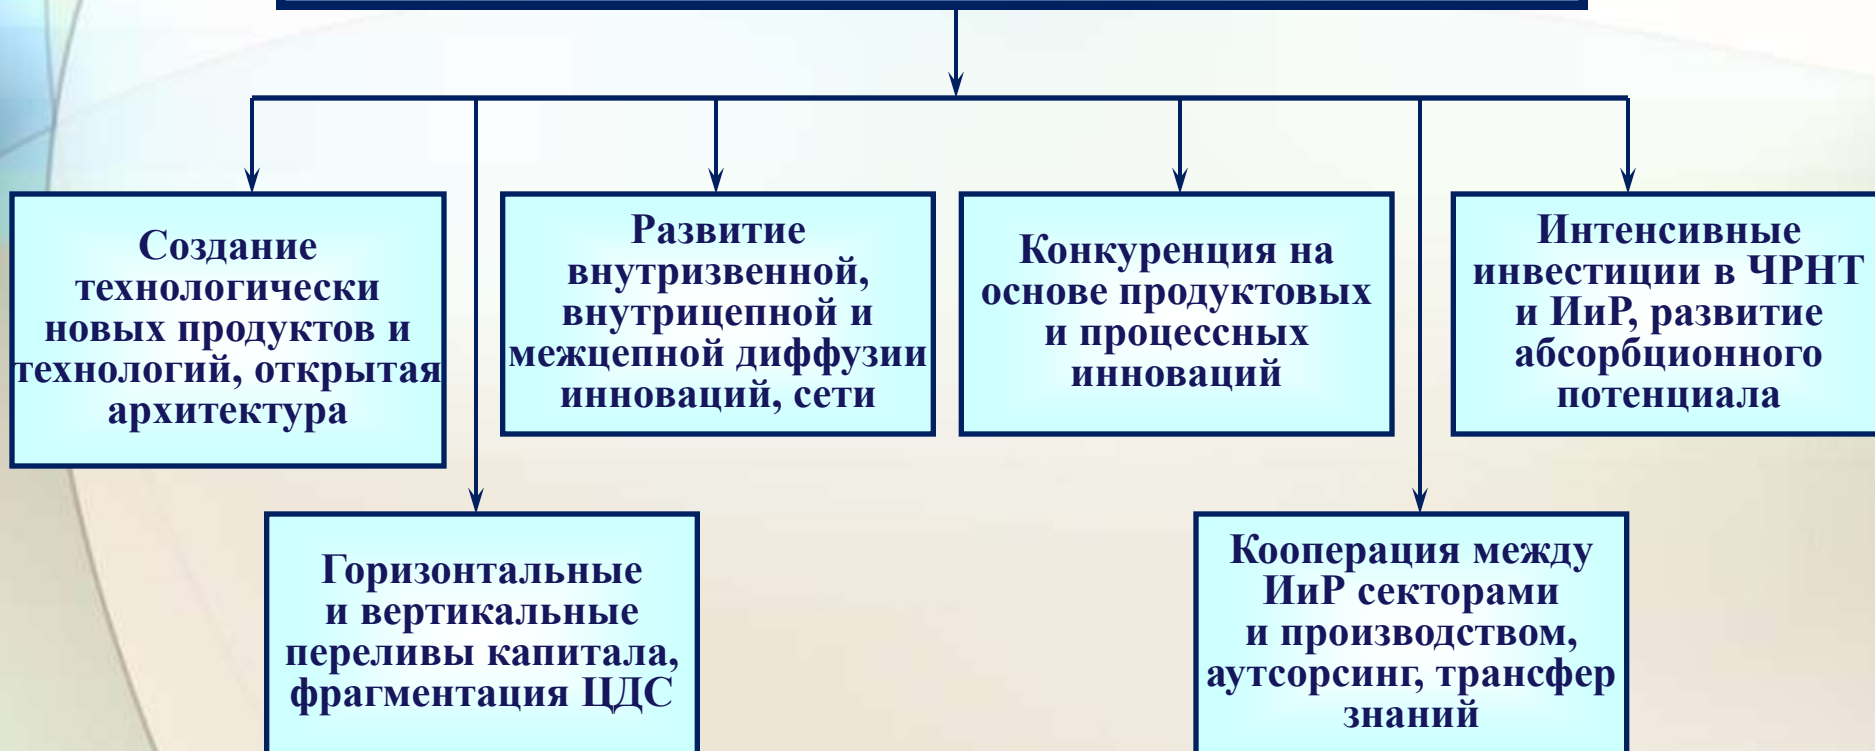 Создание
технологически
новых продуктов и
технологий, открытая
архитектура
Развитие
внутризвенной,
внутрицепной и
межцепной диффузии
инноваций, сети
Конкуренция на
основе продуктовых
и процессных
инноваций
Интенсивные
инвестиции в ЧРНТ
и ИиР, развитие
абсорбционного
потенциала
Горизонтальные
и вертикальные
переливы капитала,
фрагментация ЦДС
Кооперация между
ИиР секторами
и производством,
аутсорсинг, трансфер
знаний